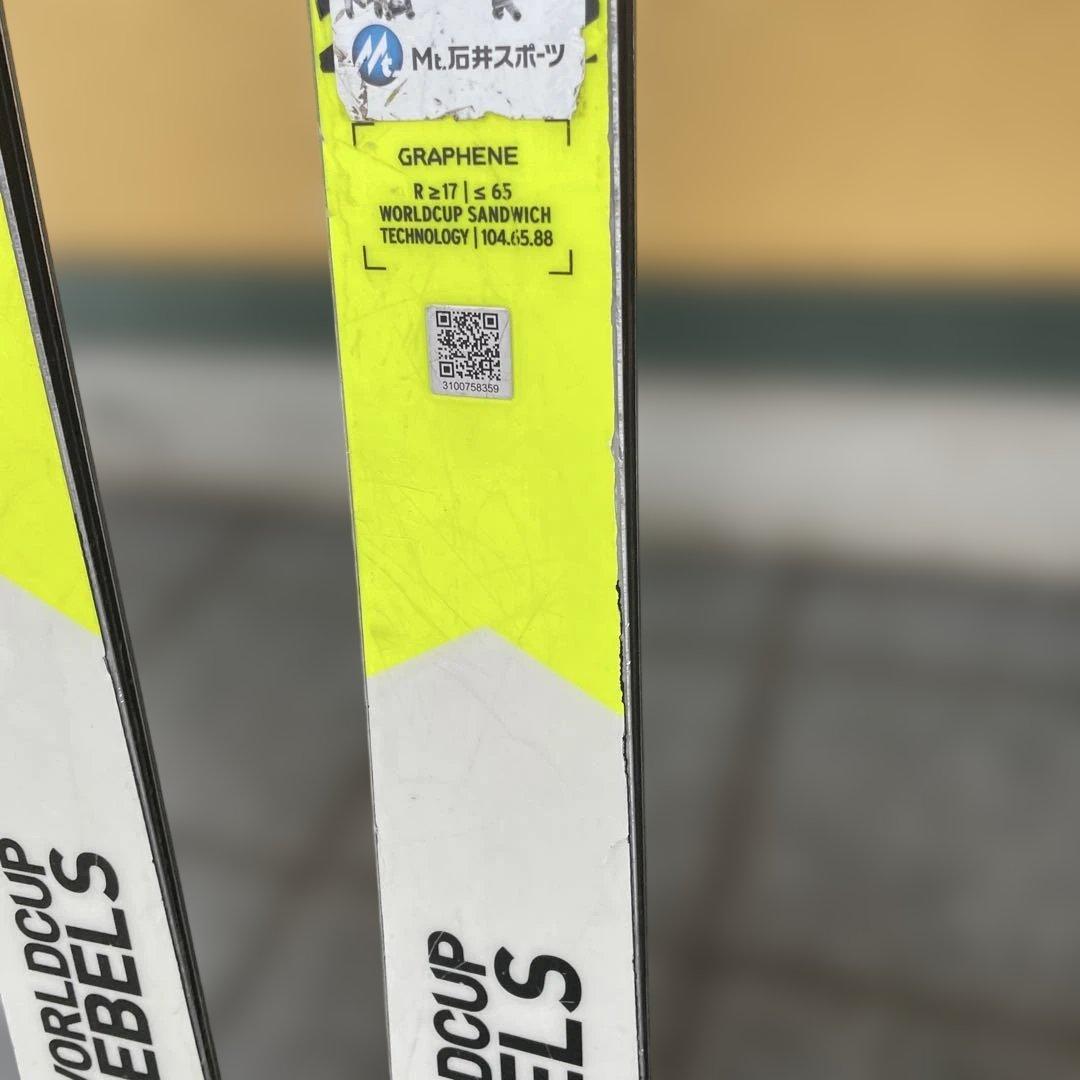 Mt
Mt.石井スポーツ
GRAPHENE
R ≥17 | ≤ 65
WORLDCUP SANDWICH
TECHNOLOGY | 104.65.88
3100758359
WORLDCUP
EBELS
DCUP
ELS